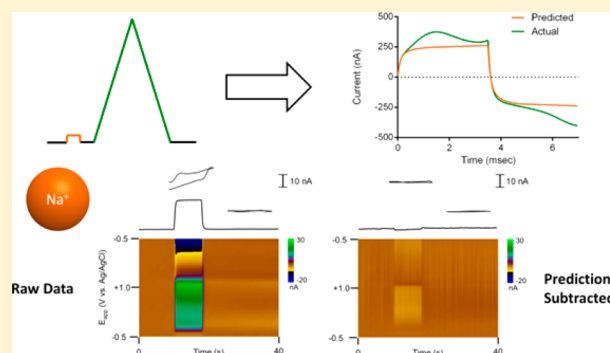 500
250
0
-250
-500
Current (nA)
Predicted
Actual
0
2
4
6
Time (msec)
Na+
10 nA
10 nA
Raw Data
-0.5
+1.0
-0.5
Eapp (V vs. Ag/AgCl)
30
-20
nA
0
Time (s)
40
-0.5
+1.0
-0.5
30
-20
nA
0
Time (s)
40
Prediction
Subtracted